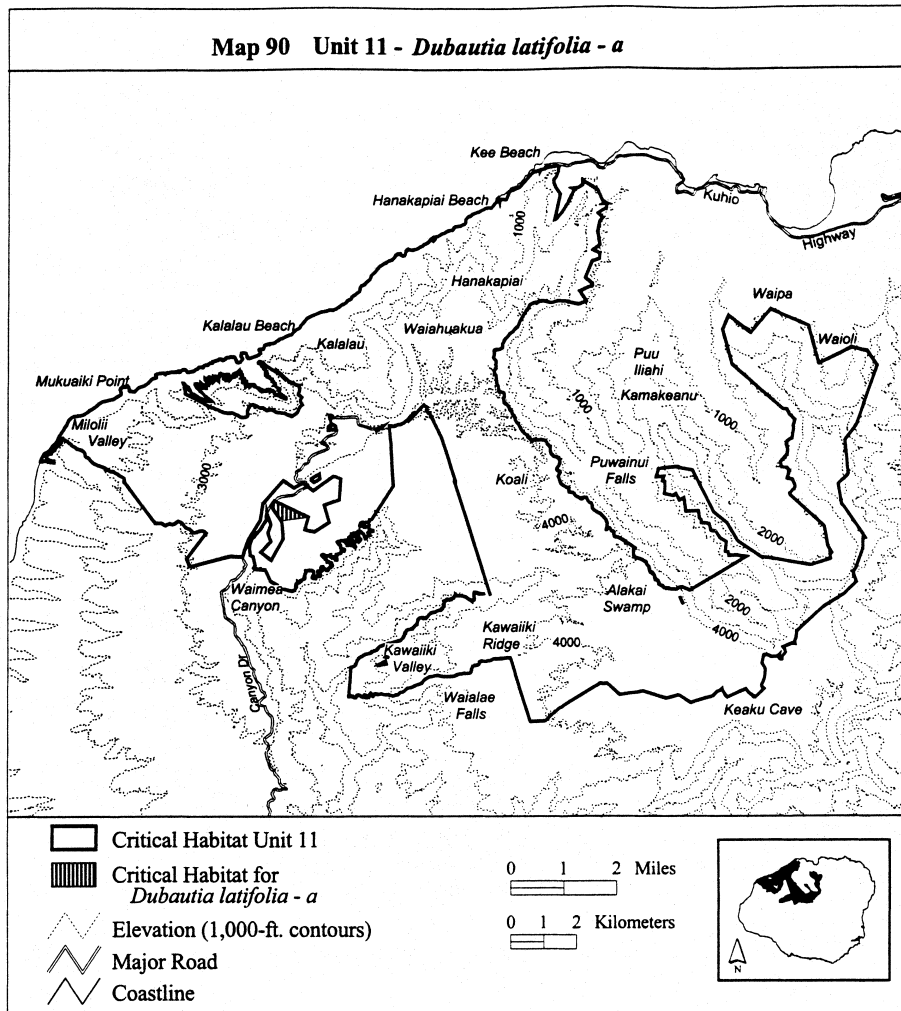 Map 90 Unit 11 - Dubautia latifolia - a
Kee Beach
Hanakapiai Beach
Kuhio
Highway
1000
Hanakapiai
Waipa
Kalalau Beach
Kalalau
Waiahuakua
Waioli
Puu
Iliahi
Mukuaiki Point
Kamakeanu
1000
1000
Milolii
Valley
3000
Koali
Puwainui
Falls
4000
2000
Waimea
Canyon
Alakai
Swamp
2000
4000
Kawaiiki
Ridge
4000
Kawaiiki
Valley
Canyon Dr
Waialae
Falls
Keaku Cave
Critical Habitat Unit 11
Critical Habitat for
Dubautia latifolia - a
Elevation (1,000-ft. contours)
Major Road
Coastline
0 1 2 Miles
0 1 2 Kilometers
N